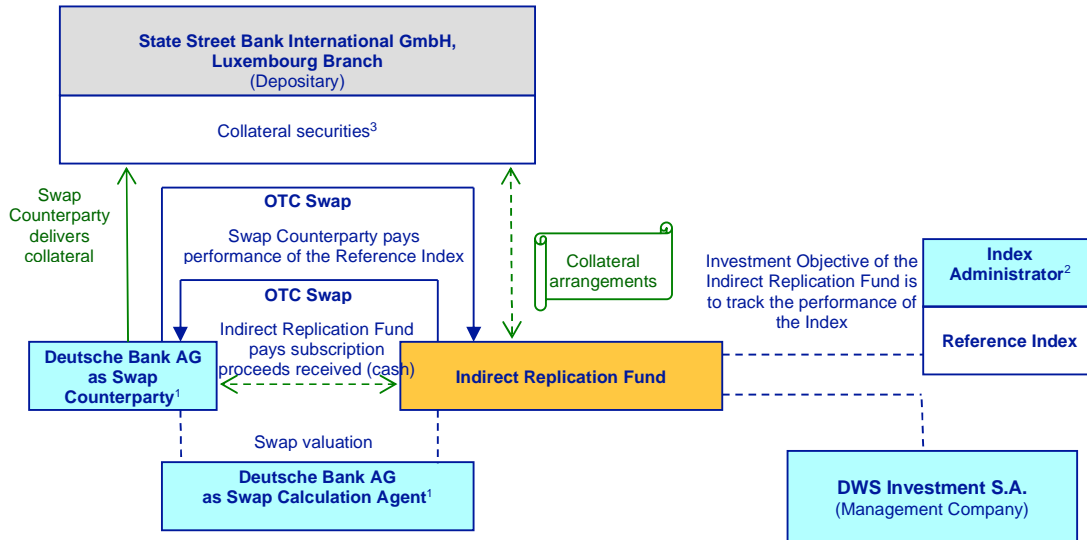 State Street Bank International GmbH,
Luxembourg Branch
(Depositary)
Collateral securities³
Swap
Counterparty
delivers
collateral
OTC Swap
Swap Counterparty pays
performance of the Reference Index
OTC Swap
Indirect Replication Fund
pays subscription
proceeds received (cash)
Collateral
arrangements
Investment Objective of the
Indirect Replication Fund is
to track the performance of
the Index
Index
Administrator²
Reference Index
Deutsche Bank AG
as Swap
Counterparty¹
Indirect Replication Fund
Swap valuation
Deutsche Bank AG
as Swap Calculation Agent¹
DWS Investment S.A.
(Management Company)